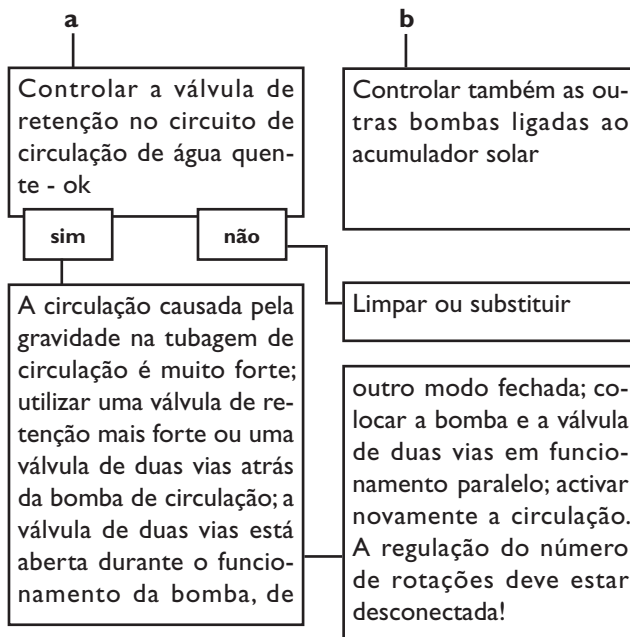 a
Controlar a válvula de
retenção no circuito de
circulação de água quen-
te - ok
sim
não
A circulação causada pela
gravidade na tubagem de
circulação é muito forte;
utilizar uma válvula de re-
tenção mais forte ou uma
válvula de duas vias atrás
da bomba de circulação; a
válvula de duas vias está
aberta durante o funcio-
namento da bomba, de
b
Controlar também as ou-
tras bombas ligadas ao
acumulador solar
Limpar ou substituir
outro modo fechada; co-
locar a bomba e a válvula
de duas vias em funcio-
namento paralelo; activar
novamente a circulação.
A regulação do número
de rotações deve estar
desconectada!